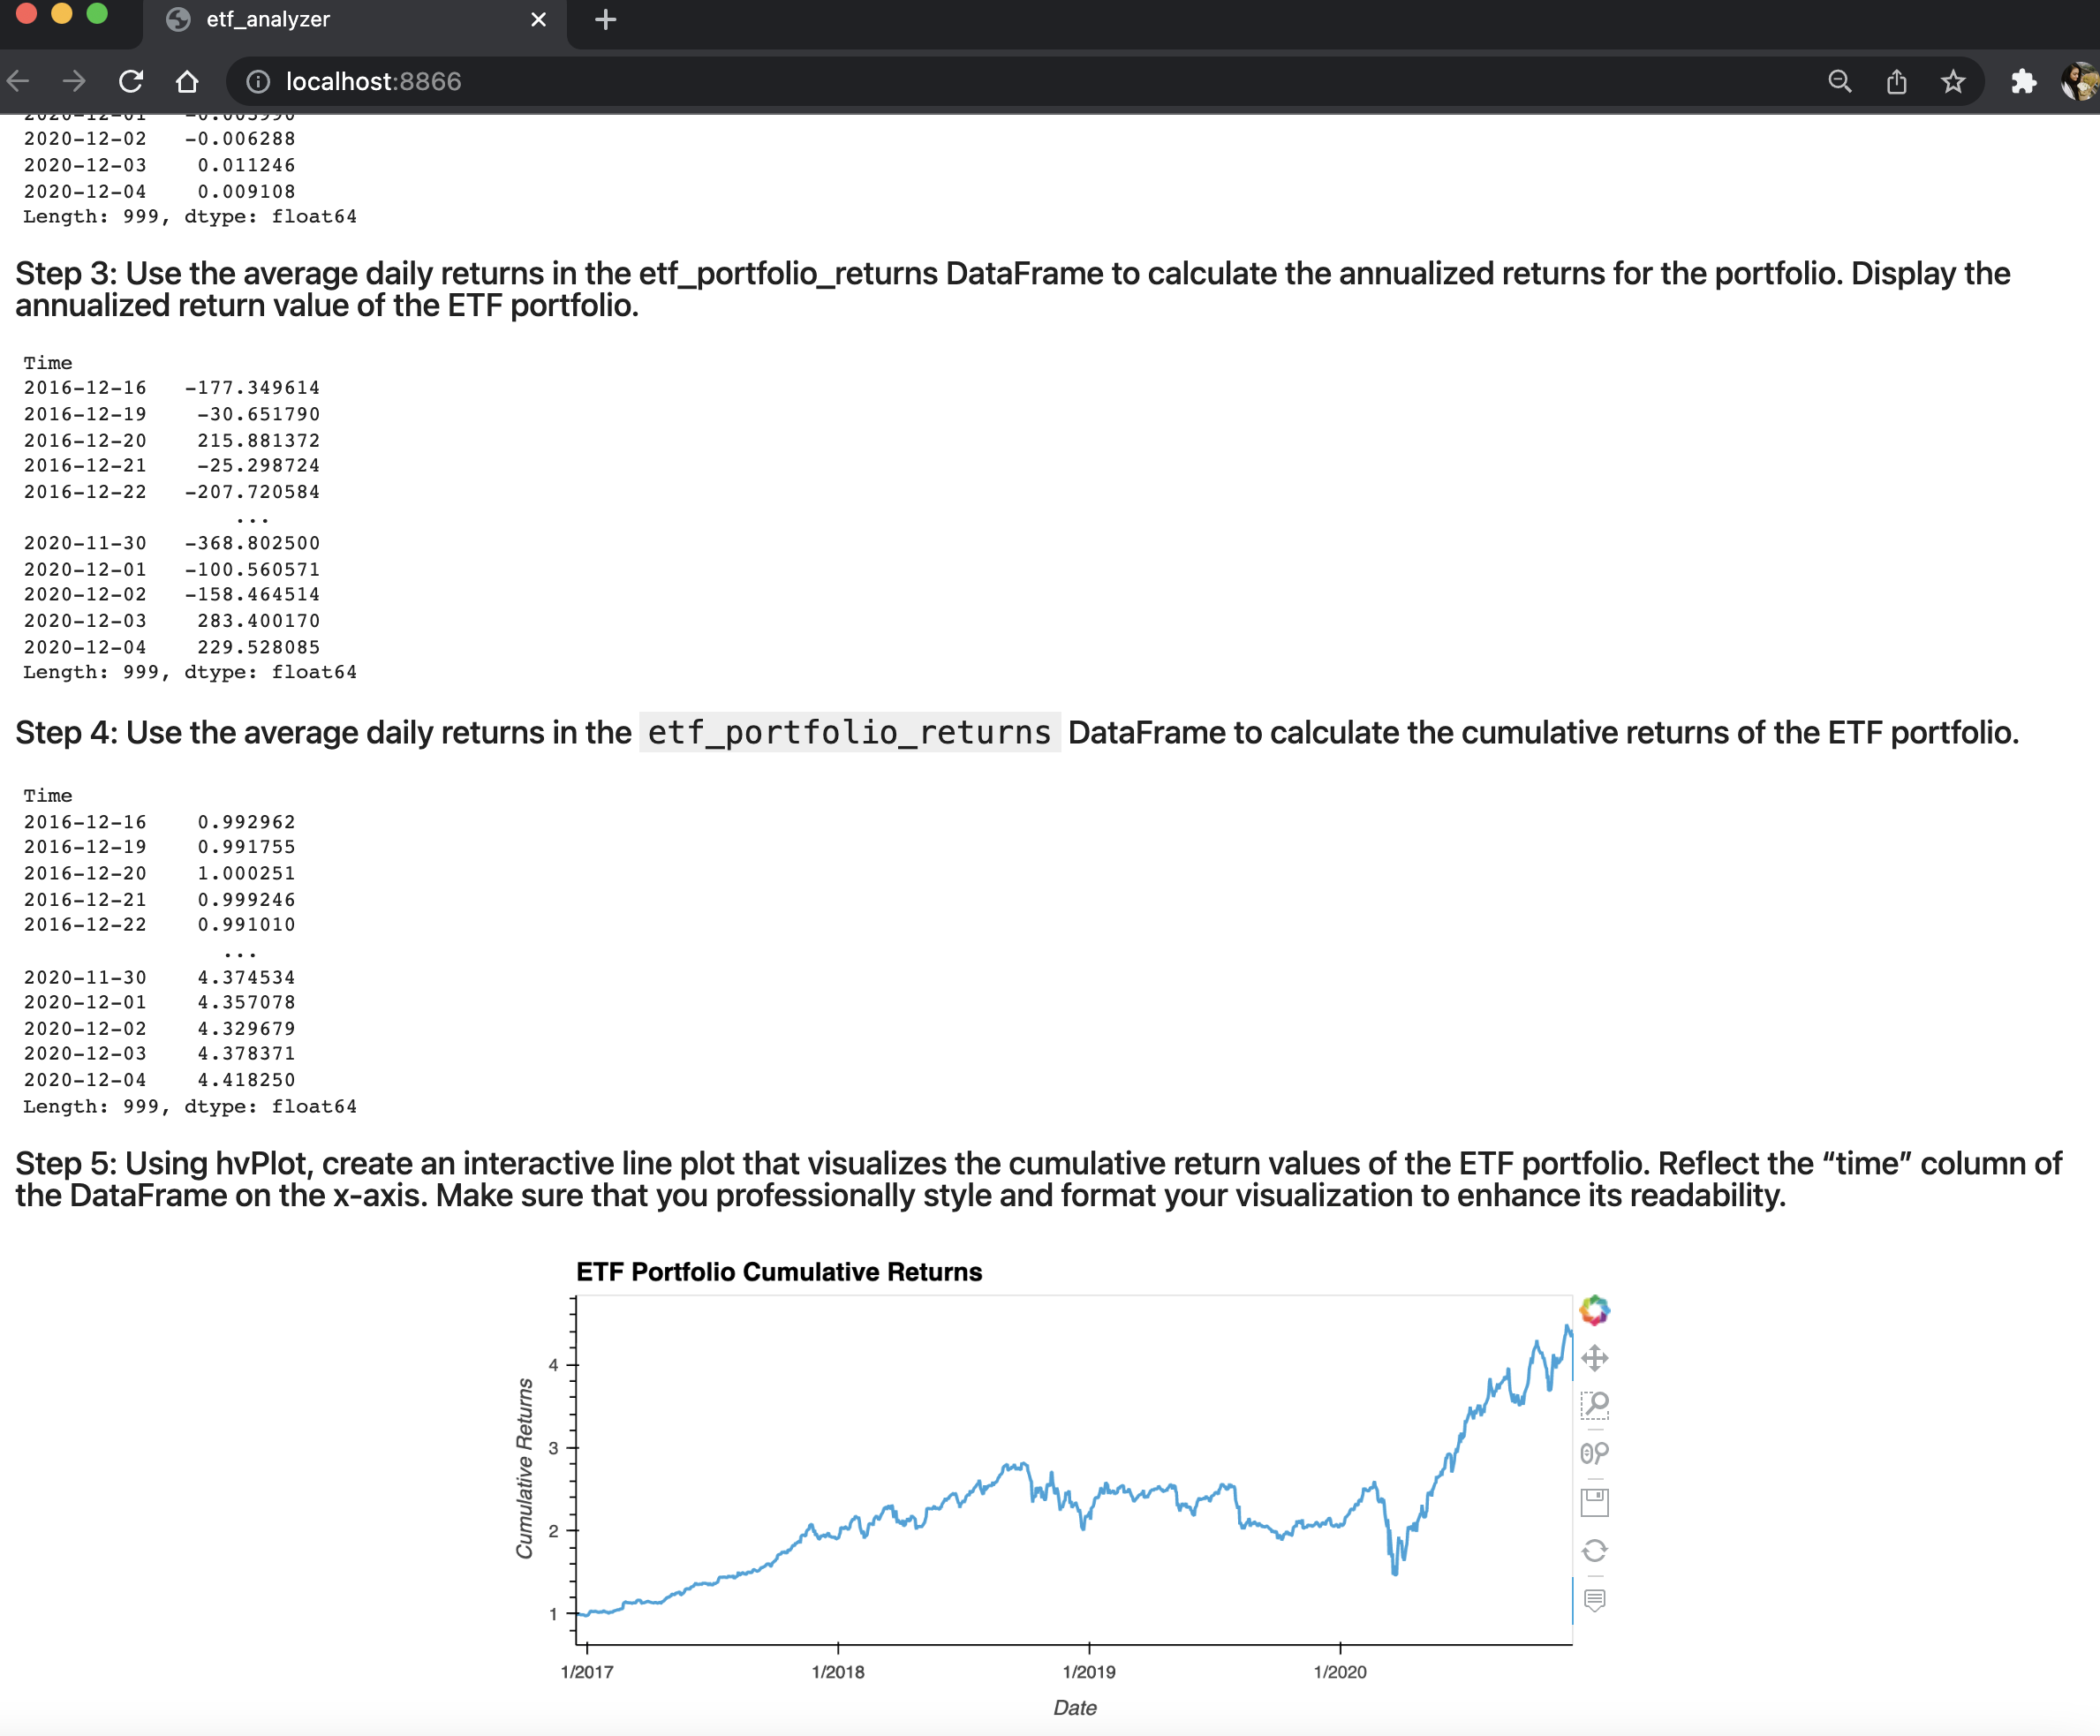 etf_analyzer
localhost:8866
2020-12-02 -0.006288
2020-12-03 0.011246
2020-12-04 0.009108
Length: 999, dtype: float64
Step 3: Use the average daily returns in the etf_portfolio_returns DataFrame to calculate the annualized returns for the portfolio. Display the
annualized return value of the ETF portfolio.
Time
2016-12-16 -177.349614
2016-12-19 -30.651790
2016-12-20 215.881372
2016-12-21 -25.298724
2016-12-22 -207.720584
...
2020-11-30 -368.802500
2020-12-01 -100.560571
2020-12-02 -158.464514
2020-12-03 283.400170
2020-12-04 229.528085
Length: 999, dtype: float64
Step 4: Use the average daily returns in the etf_portfolio_returns DataFrame to calculate the cumulative returns of the ETF portfolio.
Time
2016-12-16 0.992962
2016-12-19 0.991755
2016-12-20 1.000251
2016-12-21 0.999246
2016-12-22 0.991010
...
2020-11-30 4.374534
2020-12-01 4.357078
2020-12-02 4.329679
2020-12-03 4.378371
2020-12-04 4.418250
Length: 999, dtype: float64
Step 5: Using hvPlot, create an interactive line plot that visualizes the cumulative return values of the ETF portfolio. Reflect the “time” column of
the DataFrame on the x-axis. Make sure that you professionally style and format your visualization to enhance its readability.
ETF Portfolio Cumulative Returns
Cumulative Returns
4
3
2
1
1/2017 1/2018 1/2019 1/2020
Date